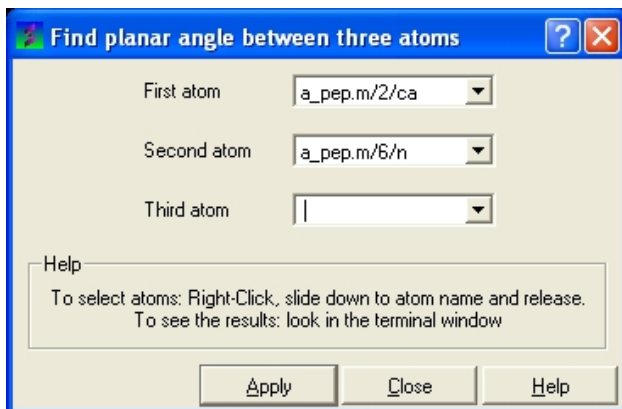 Find planar angle between three atoms
First atom a_pep.m/2/ca
Second atom a_pep.m/6/n
Third atom
Help
To select atoms: Right-Click, slide down to atom name and release.
To see the results: look in the terminal window
Apply Close Help